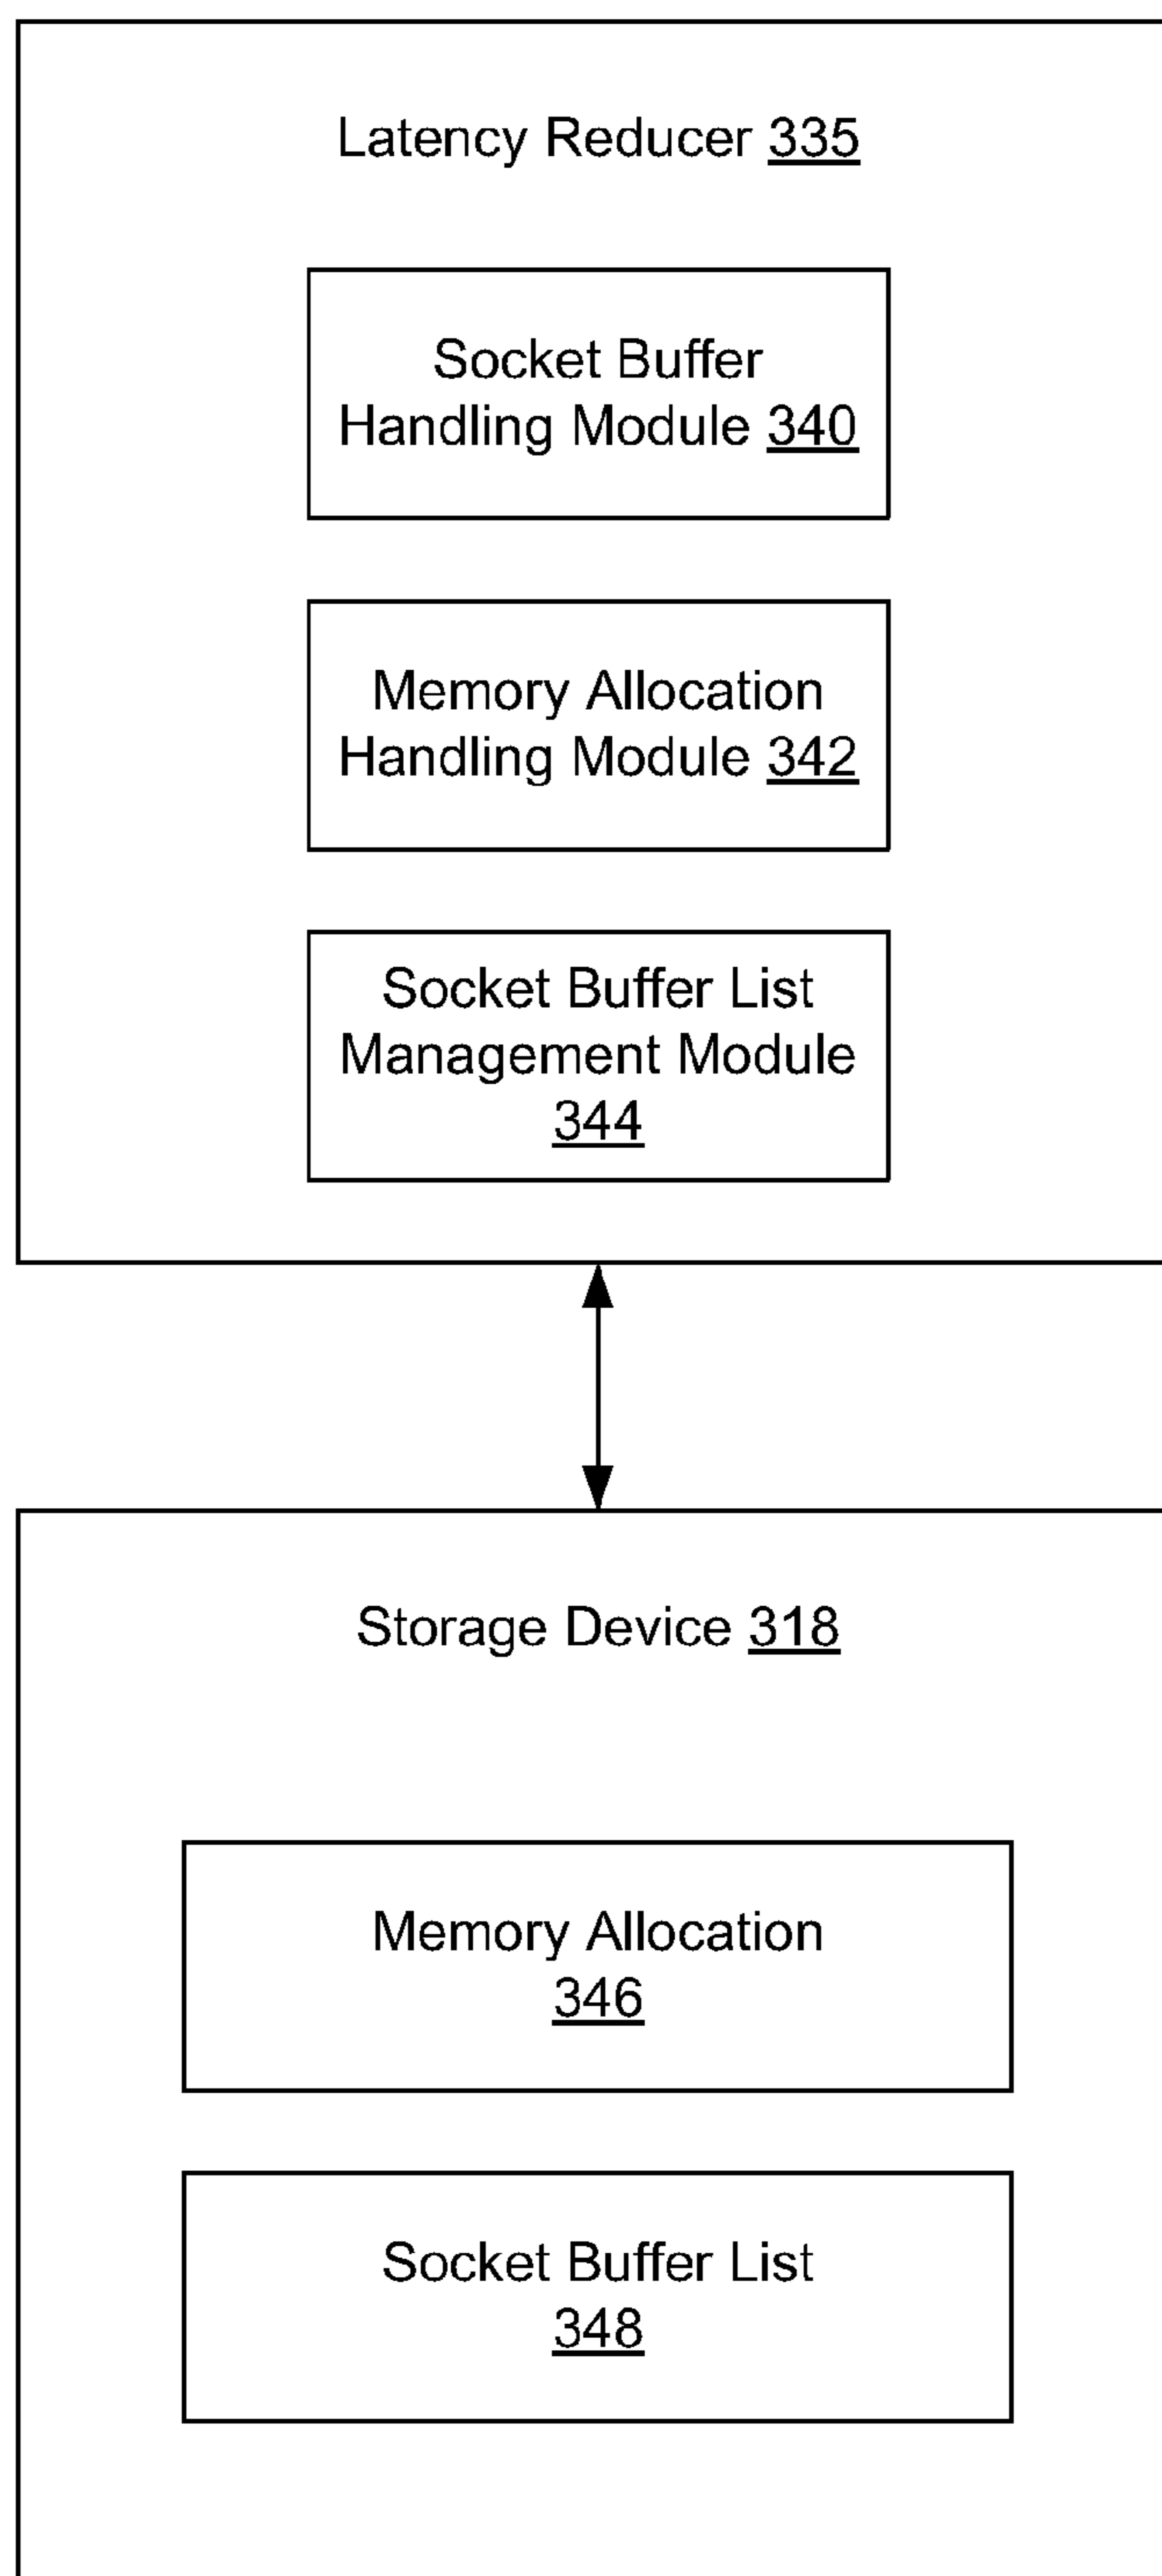 Latency Reducer 335
Socket Buffer
Handling Module 340
Memory Allocation
Handling Module 342
Socket Buffer List
Management Module
344
Storage Device 318
Memory Allocation
346
Socket Buffer List
348